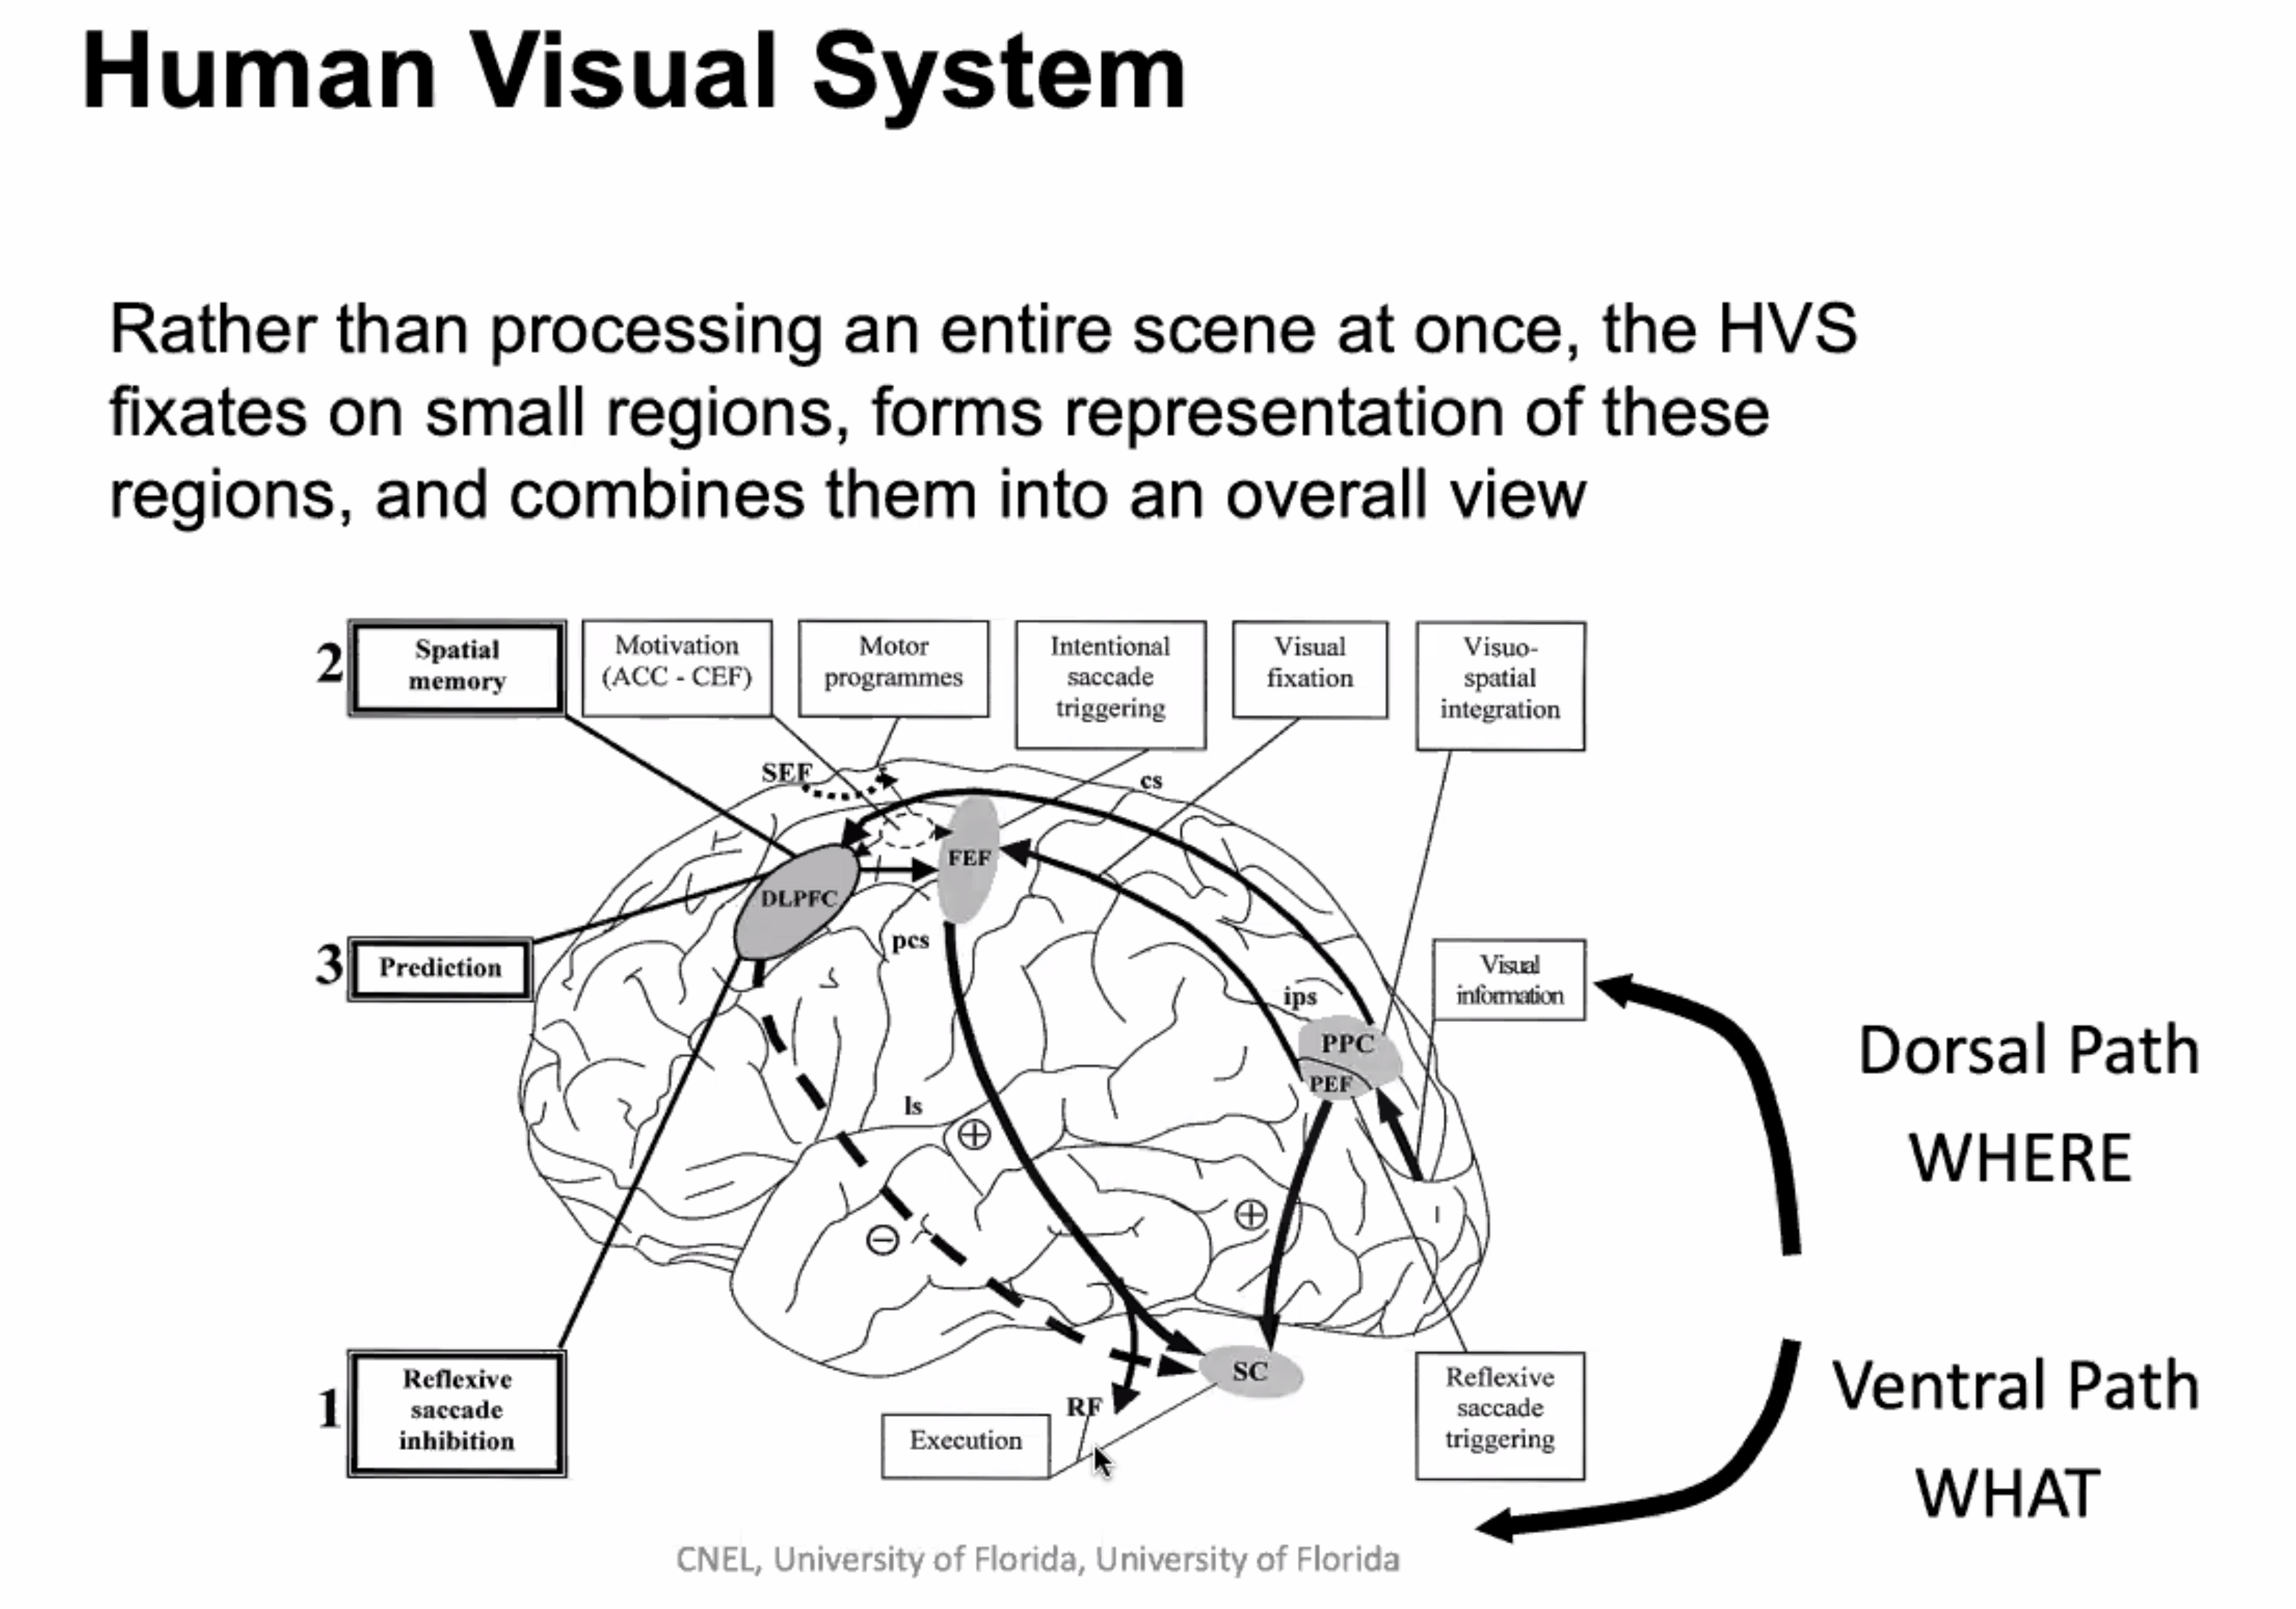 Human Visual System
Rather than processing an entire scene at once, the HVS
fixates on small regions, forms representation of these
regions, and combines them into an overall view
2
Spatial
memory
Motivation
(ACC - CEF)
Motor
programmes
Intentional
saccade
triggering
Visual
fixation
Visuo-
spatial
integration
SEF
cs
FEF
DLPFC
pcs
3
Prediction
Visual
information
ips
PPC
PEF
Dorsal Path
WHERE
ls
1
Reflexive
saccade
inhibition
SC
RF
Execution
Reflexive
saccade
triggering
Ventral Path
WHAT
CNEL, University of Florida, University of Florida